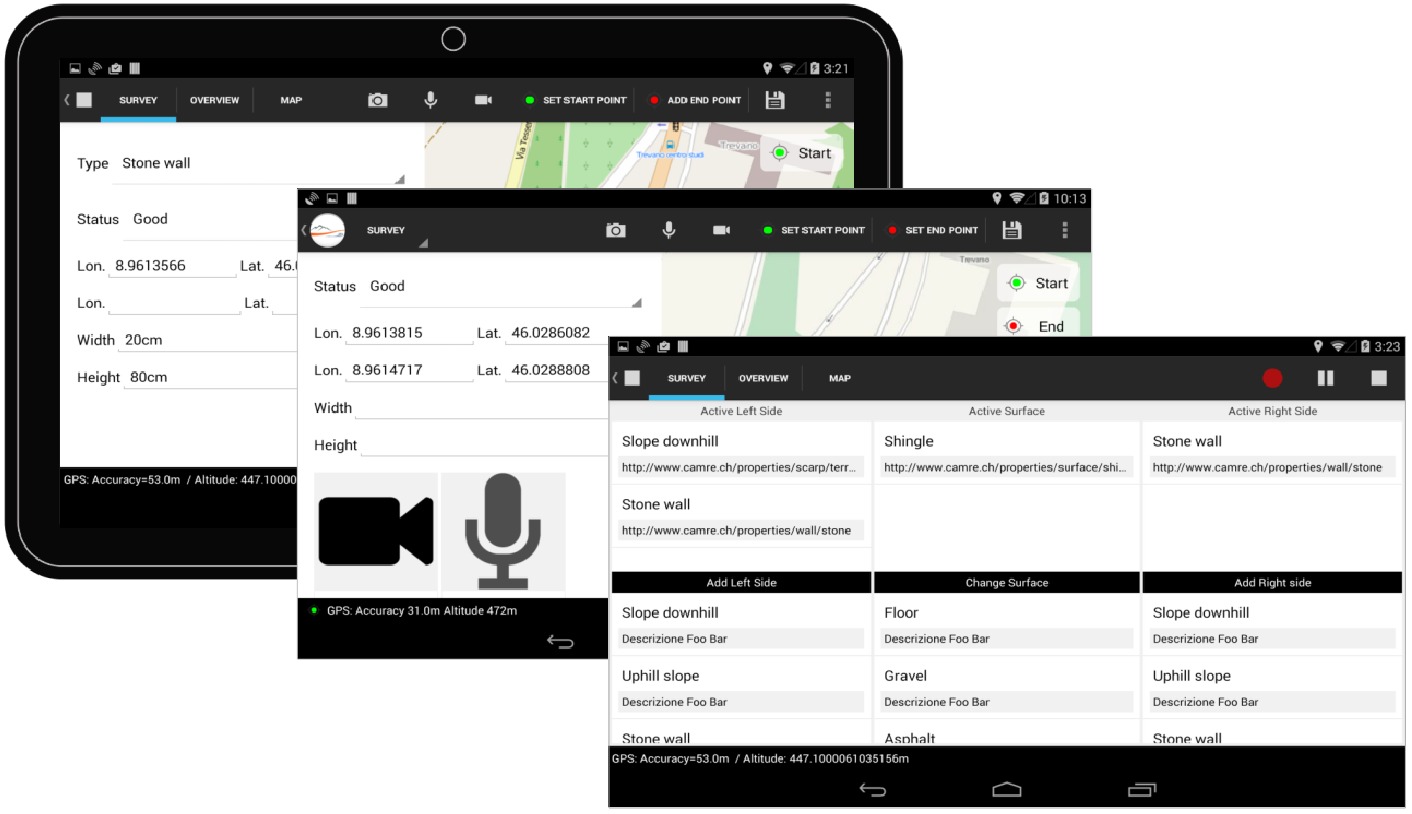 3:21
SURVEY OVERVIEW MAP SET START POINT ADD END POINT
Type Stone wall
Status Good
Lon. 8.9613566 Lat. 46.0
Lon. Lat.
Width 20cm
Height 80cm
GPS: Accuracy=53.0m / Altitude: 447.10000
Via Tesse
Trevano centro studi
Trevano
Start
10:13
SURVEY SET START POINT SET END POINT
Status Good
Lon. 8.9613815 Lat. 46.0286082
Lon. 8.9614717 Lat. 46.0288808
Width
Height
Trevano
Start
End
GPS: Accuracy 31.0m Altitude 472m
3:23
SURVEY OVERVIEW MAP
Active Left Side Active Surface Active Right Side
Slope downhill Shingle Stone wall
http://www.camre.ch/properties/scarp/terr... http://www.camre.ch/properties/surface/shi... http://www.camre.ch/properties/wall/stone
Stone wall
http://www.camre.ch/properties/wall/stone
Add Left Side Change Surface Add Right side
Slope downhill Floor Slope downhill
Descrizione Foo Bar Descrizione Foo Bar Descrizione Foo Bar
Uphill slope Gravel Uphill slope
Descrizione Foo Bar Descrizione Foo Bar Descrizione Foo Bar
Stone wall Asphalt Stone wall
GPS: Accuracy=53.0m / Altitude: 447.1000061035156m